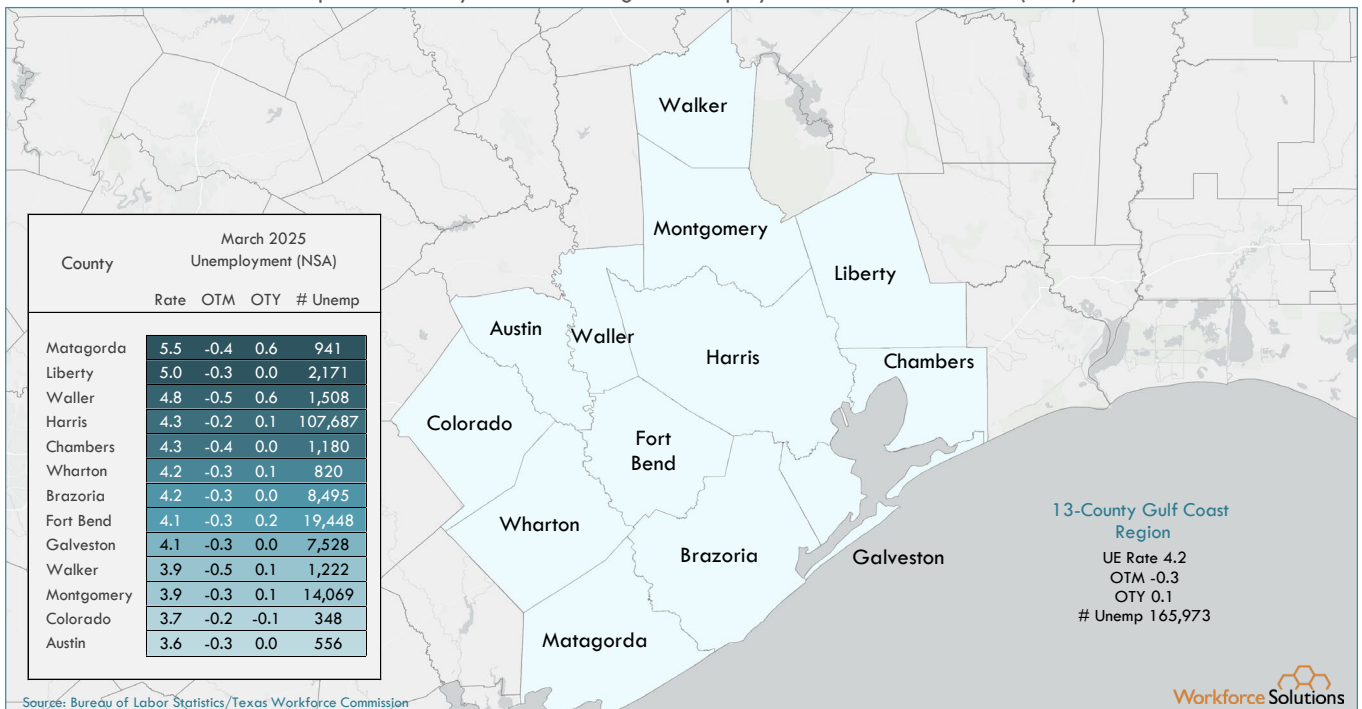 Walker
Montgomery
Liberty
Austin
Waller
Harris
Chambers
Colorado
Fort
Bend
Wharton
Brazoria
Galveston
Matagorda
County
March 2025
Unemployment (NSA)
Rate OTM OTY # Unemp
Matagorda 5.5 -0.4 0.6 941
Liberty 5.0 -0.3 0.0 2,171
Waller 4.8 -0.5 0.6 1,508
Harris 4.3 -0.2 0.1 107,687
Chambers 4.3 -0.4 0.0 1,180
Wharton 4.2 -0.3 0.1 820
Brazoria 4.2 -0.3 0.0 8,495
Fort Bend 4.1 -0.3 0.2 19,448
Galveston 4.1 -0.3 0.0 7,528
Walker 3.9 -0.5 0.1 1,222
Montgomery 3.9 -0.3 0.1 14,069
Colorado 3.7 -0.2 -0.1 348
Austin 3.6 -0.3 0.0 556
13-County Gulf Coast
Region
UE Rate 4.2
OTM -0.3
OTY 0.1
# Unemp 165,973
Source: Bureau of Labor Statistics/Texas Workforce Commission
Workforce Solutions